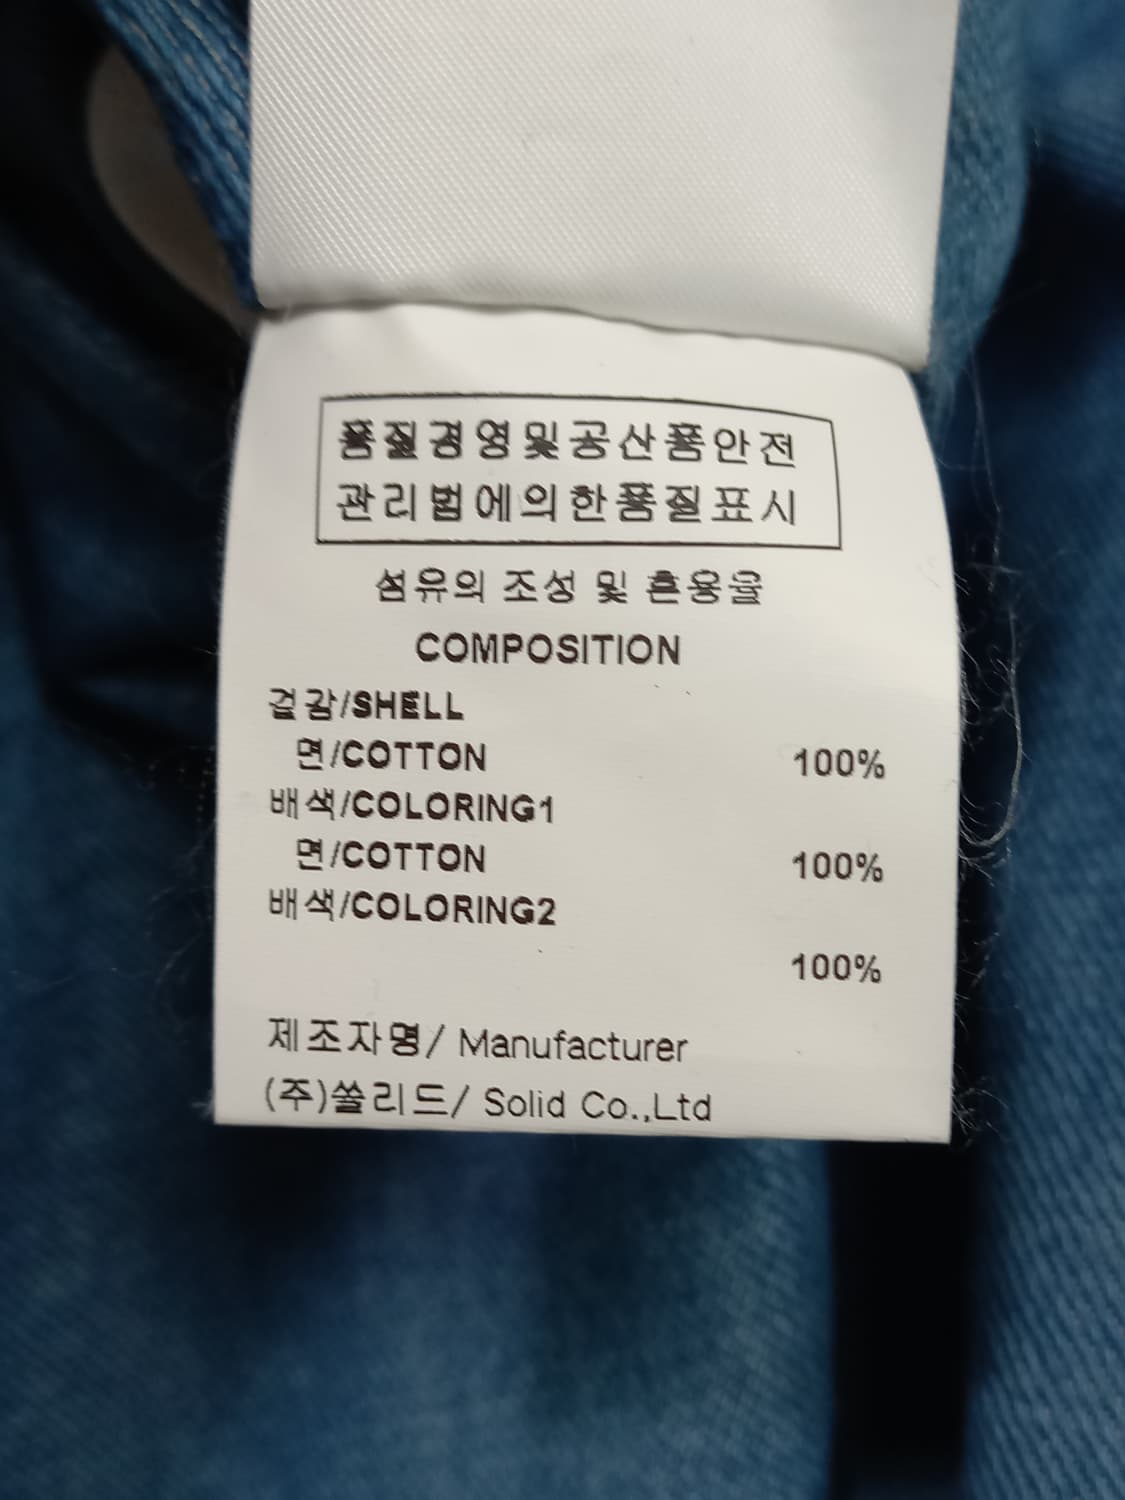 품질경영및공산품안전
관리법에의한품질표시
섬유의 조성 및 혼용율
COMPOSITION
겉감/SHELL
면/COTTON 100%
배색/COLORING1
면/COTTON 100%
배색/COLORING2
100%
제조자명/ Manufacturer
(주)쏠리드/ Solid Co.,Ltd